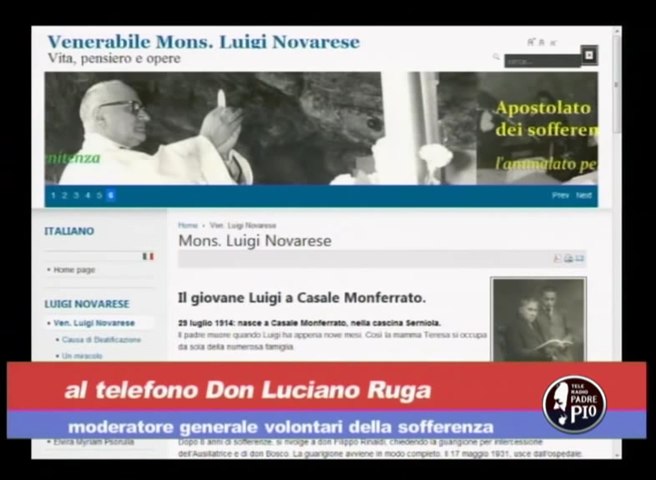 Venerabile Mons. Luigi Novarese
Vita, pensiero e opere
A A A
cerca...
Apostolato
dei sofferen
nitenza
l'ammalato pe
1 2 3 4 5 6
Prev Next
ITALIANO
Home page
LUIGI NOVARESE
Ven. Luigi Novarese
Causa di Beatificazione
Un miracolo
Home Ven. Luigi Novarese
Mons. Luigi Novarese
Il giovane Luigi a Casale Monferrato.
29 luglio 1914: nasce a Casale Monferrato, nella cascina Serniola.
Il padre muore quando Luigi ha appena nove mesi. Così la mamma Teresa si occupa
da sola della numerosa famiglia.
al telefono Don Luciano Ruga
moderatore generale volontari della sofferenza
TELE
RADIO
PADRE
PIO
Elvira Myriam Psorulla
Dopo 8 anni di sofferenze, si rivolge a don Filippo Rinaldi, chiedendo la guarigione per intercessione
dell'Ausiliatrice e di don Bosco. La guarigione avviene in modo completo. Il 17 maggio 1931, esce dall'ospedale.